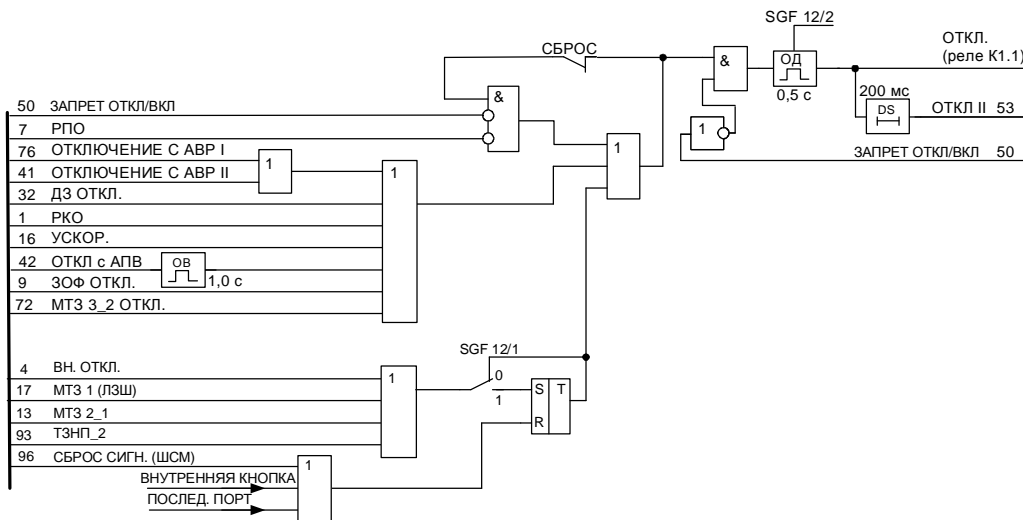 SGF 12/2
ОТКЛ.
(реле К1.1)
СБРОС
&
ОД
0,5 с
200 мс
DS
ОТКЛ II 53
1
ЗАПРЕТ ОТКЛ/ВКЛ 50
&
50 ЗАПРЕТ ОТКЛ/ВКЛ
7 РПО
76 ОТКЛЮЧЕНИЕ С АВР I
41 ОТКЛЮЧЕНИЕ С АВР II
1
1
1
32 ДЗ ОТКЛ.
1 РКО
16 УСКОР.
42 ОТКЛ с АПВ
ОВ
1,0 с
9 ЗОФ ОТКЛ.
72 МТЗ 3_2 ОТКЛ.
SGF 12/1
4 ВН. ОТКЛ.
1
0
1
S T
R
17 МТЗ 1 (ЛЗШ)
13 МТЗ 2_1
93 ТЗНП_2
96 СБРОС СИГН. (ШСМ)
1
ВНУТРЕННЯЯ КНОПКА
ПОСЛЕД. ПОРТ